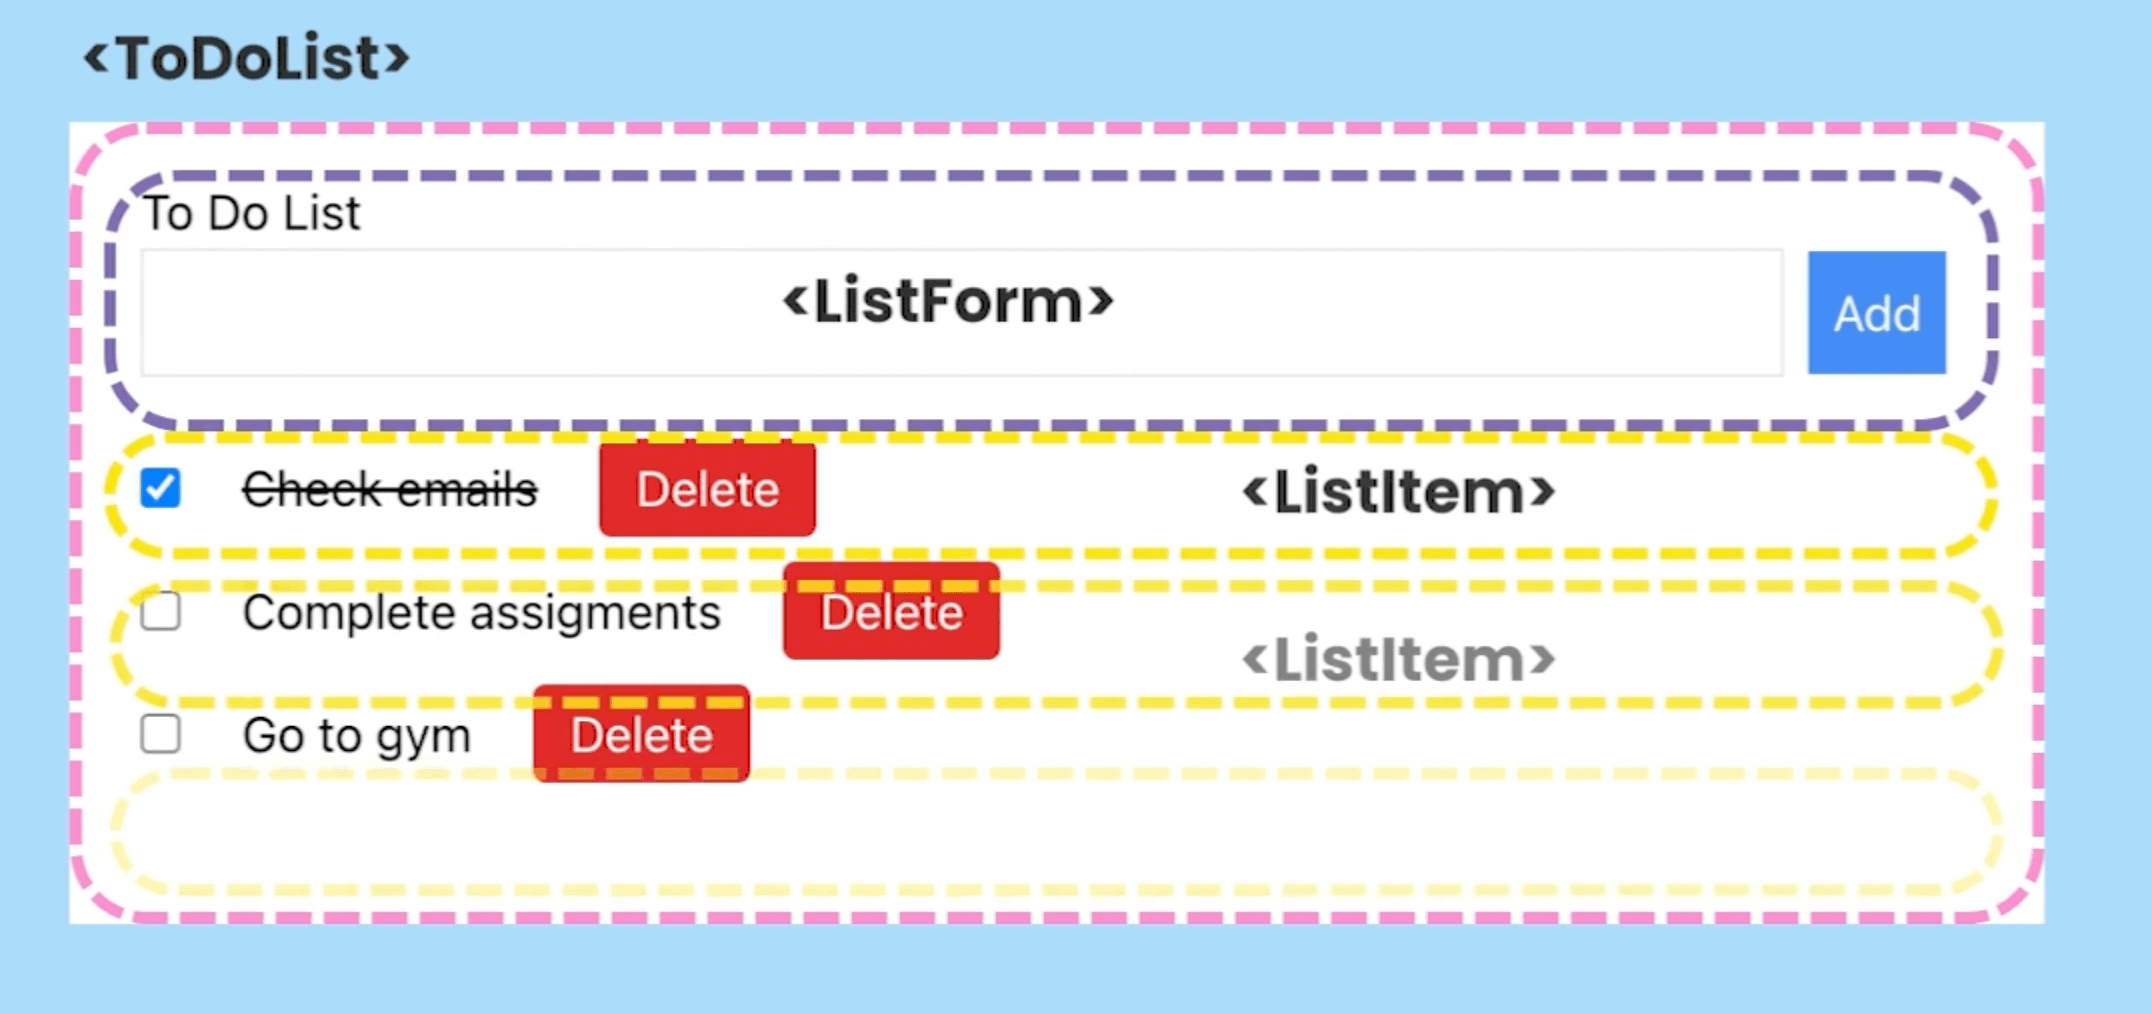 <ToDoList>
To Do List
<ListForm>
Add
Check emails
Delete
<ListItem>
Complete assigments
Delete
<ListItem>
Go to gym
Delete